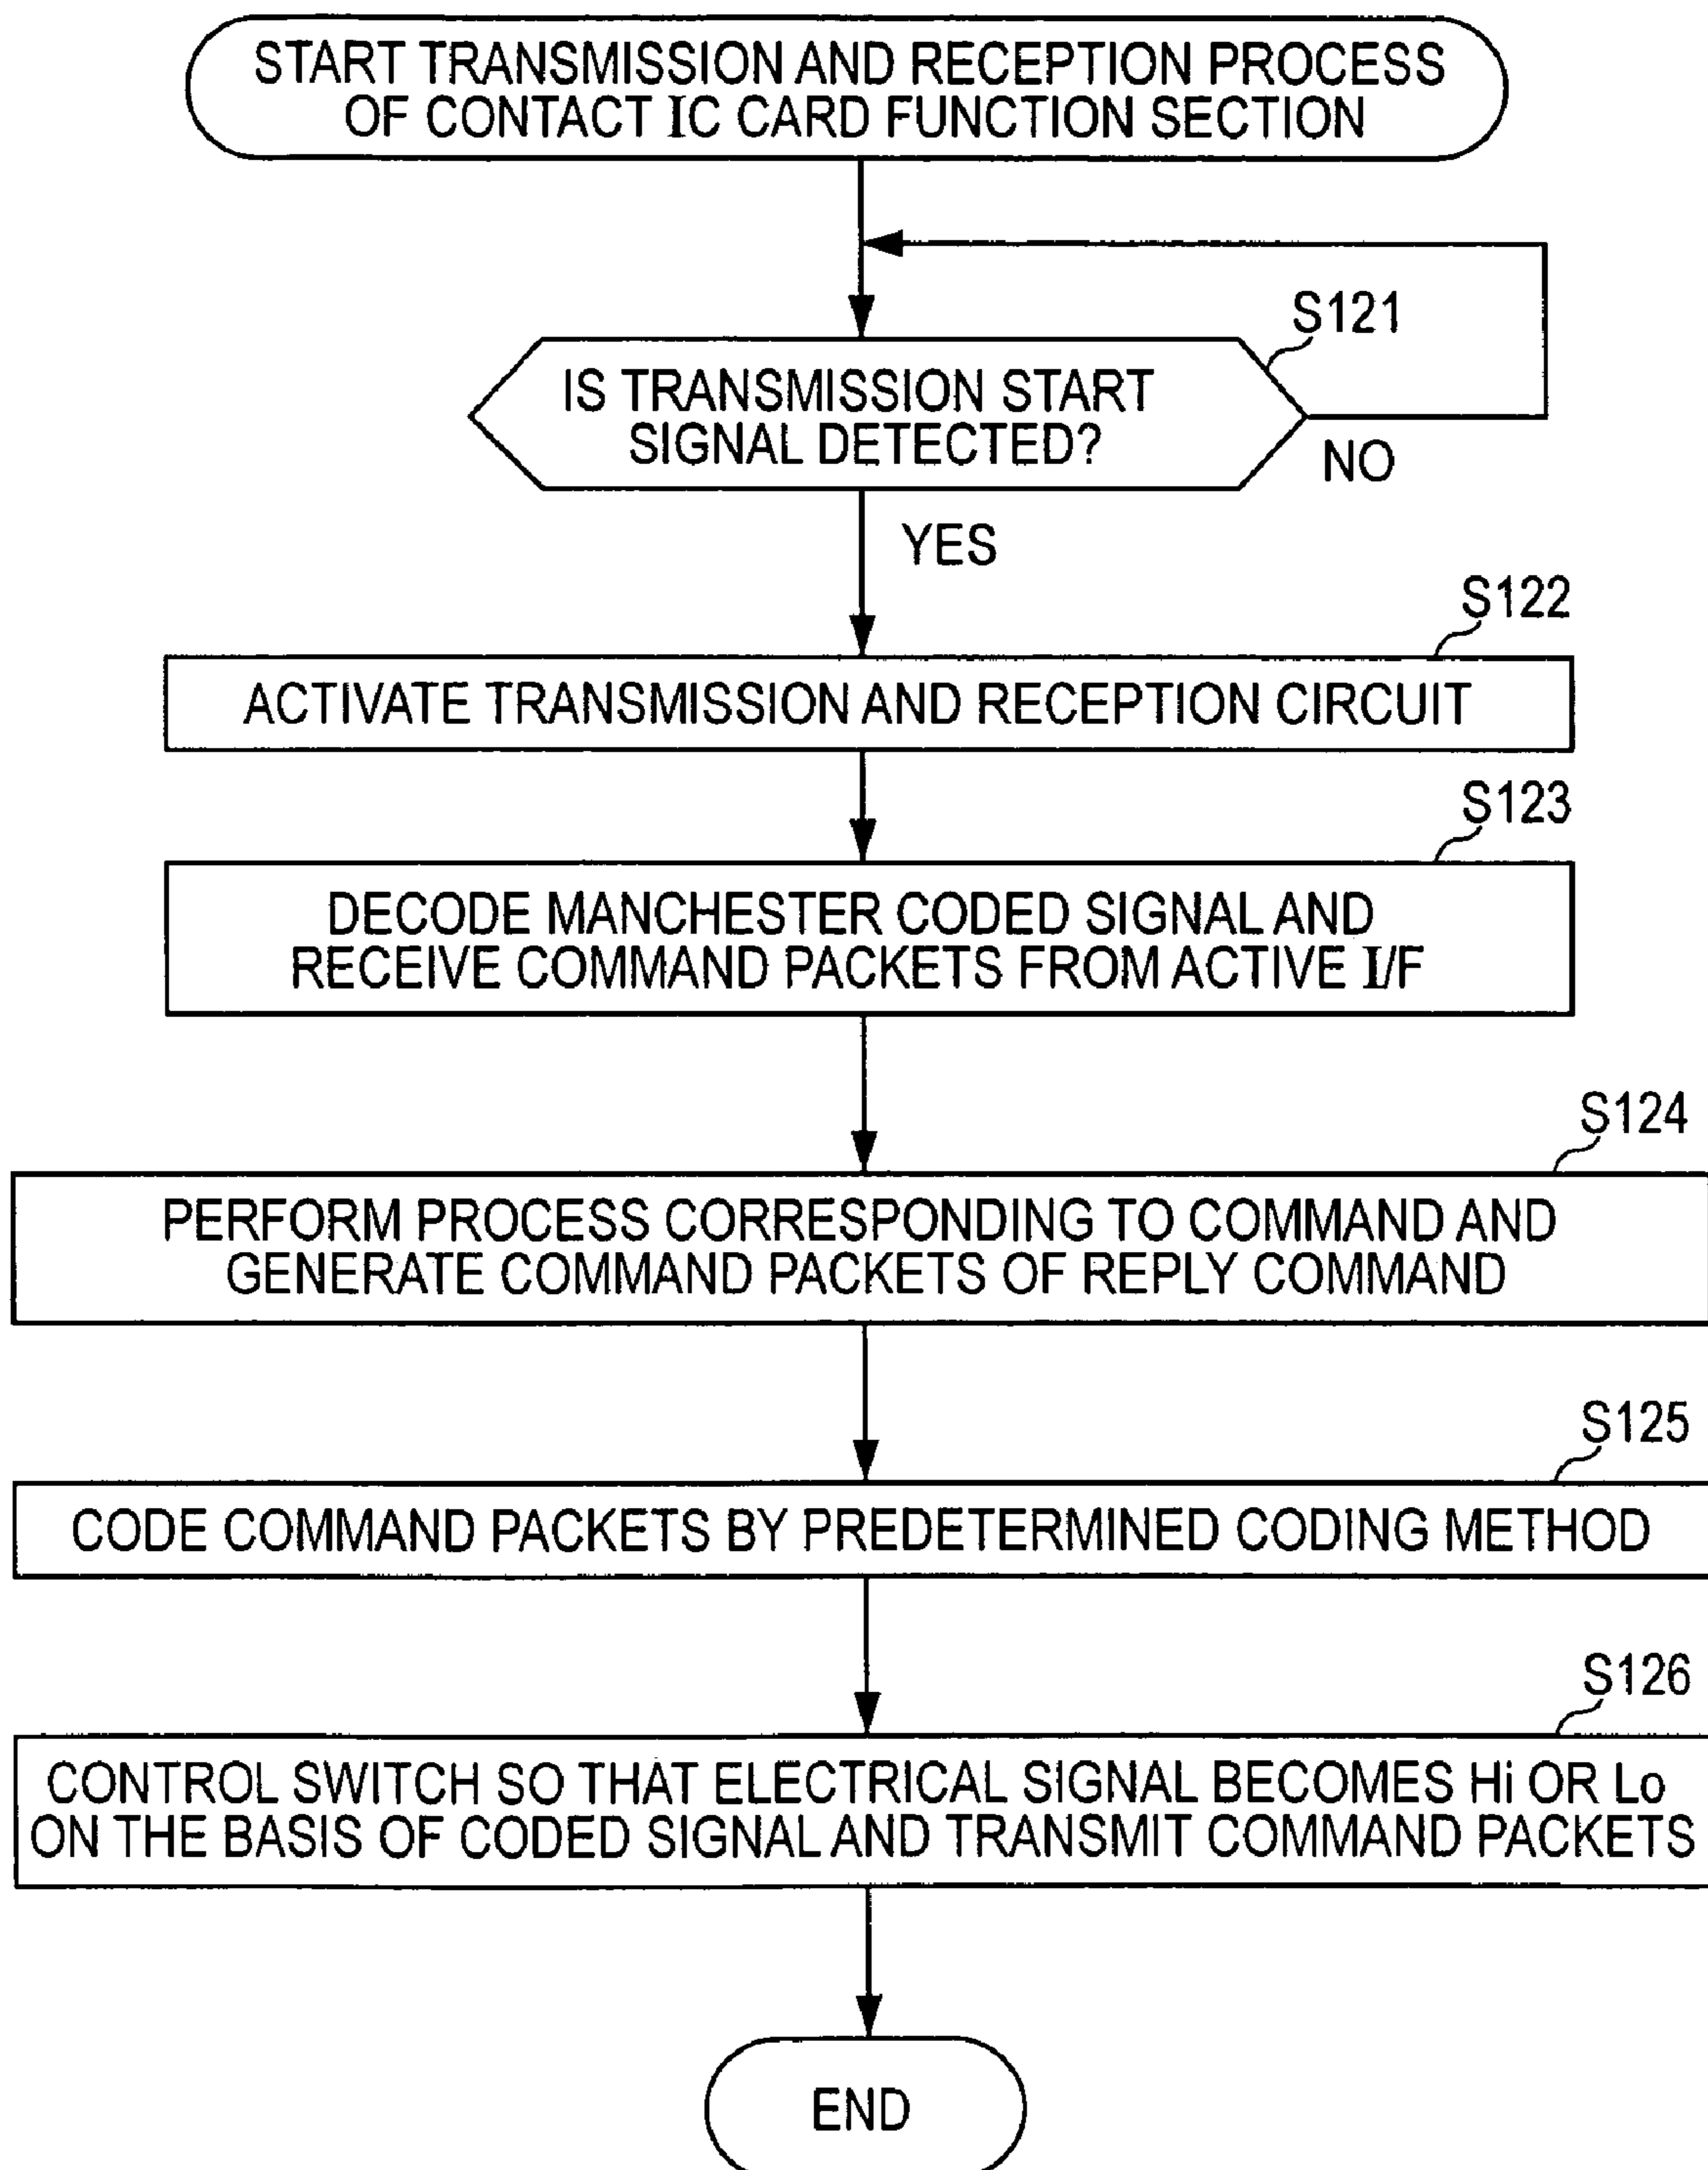 START TRANSMISSION AND RECEPTION PROCESS
OF CONTACT IC CARD FUNCTION SECTION
S121
IS TRANSMISSION START
SIGNAL DETECTED?
NO
YES
S122
ACTIVATE TRANSMISSION AND RECEPTION CIRCUIT
S123
DECODE MANCHESTER CODED SIGNAL AND
RECEIVE COMMAND PACKETS FROM ACTIVE I/F
S124
PERFORM PROCESS CORRESPONDING TO COMMAND AND
GENERATE COMMAND PACKETS OF REPLY COMMAND
S125
CODE COMMAND PACKETS BY PREDETERMINED CODING METHOD
S126
CONTROL SWITCH SO THAT ELECTRICAL SIGNAL BECOMES Hi OR Lo
ON THE BASIS OF CODED SIGNAL AND TRANSMIT COMMAND PACKETS
END